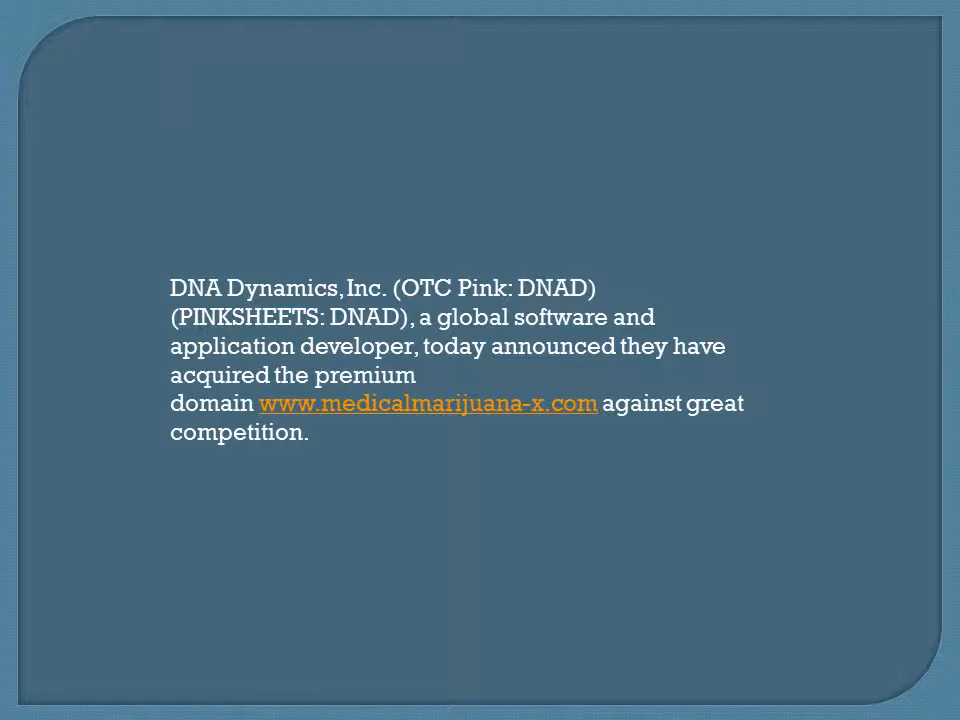 DNA Dynamics, Inc. (OTC Pink: DNAD)
(PINKSHEETS: DNAD), a global software and
application developer, today announced they have
acquired the premium
domain www.medicalmarijuana-x.com against great
competition.